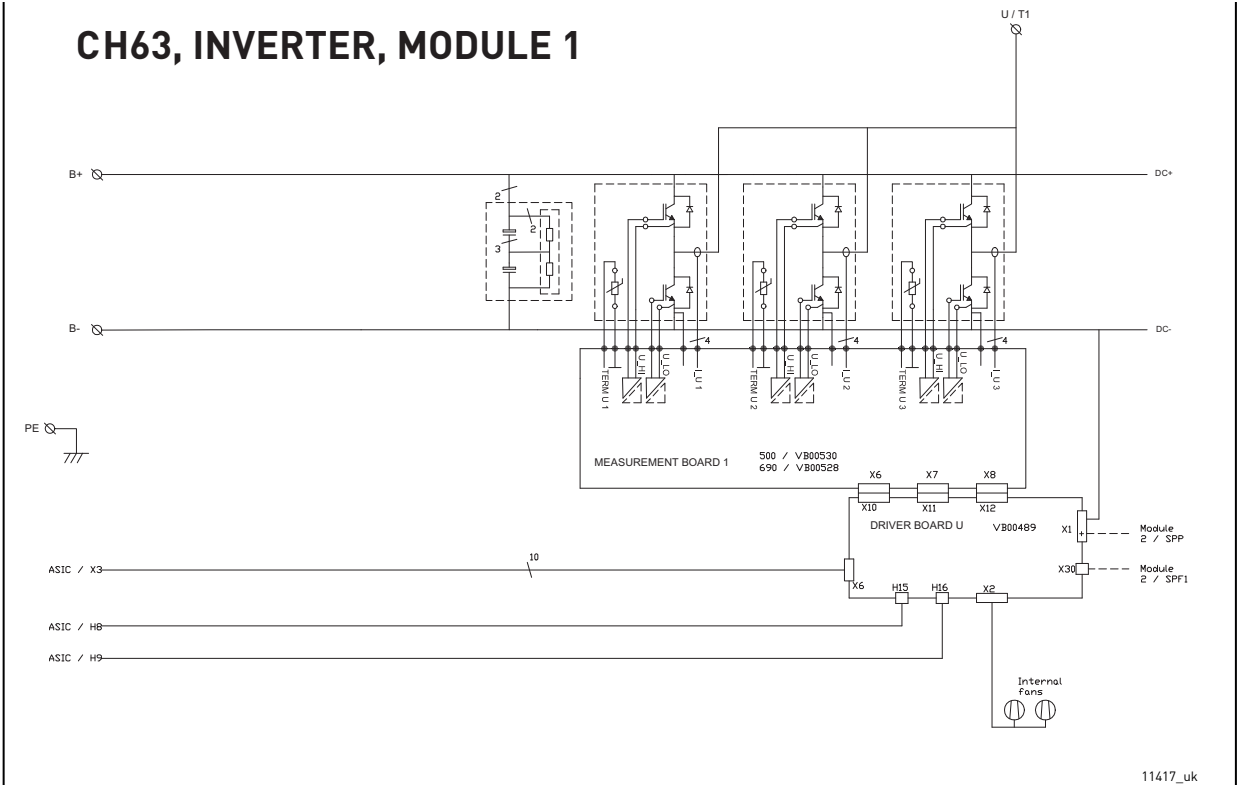 U / T1
CH63, INVERTER, MODULE 1
B+
DC+
2
2
3
B-
DC-
4
4
4
TERM U 1
U_HI
U_LO
I_U 1
TERM U 2
U_HI
U_LO
I_U 2
TERM U 3
U_HI
U_LO
I_U 3
PE
MEASUREMENT BOARD 1
500 / VB00530
690 / VB00528
X6
X7
X8
X10
X11
X12
DRIVER BOARD U
VB00489
X1
+
Module
2 / SPP
ASIC / X3
10
X6
X30
Module
2 / SPF1
H15
H16
X2
ASIC / H8
ASIC / H9
Internal
fans
11417_uk